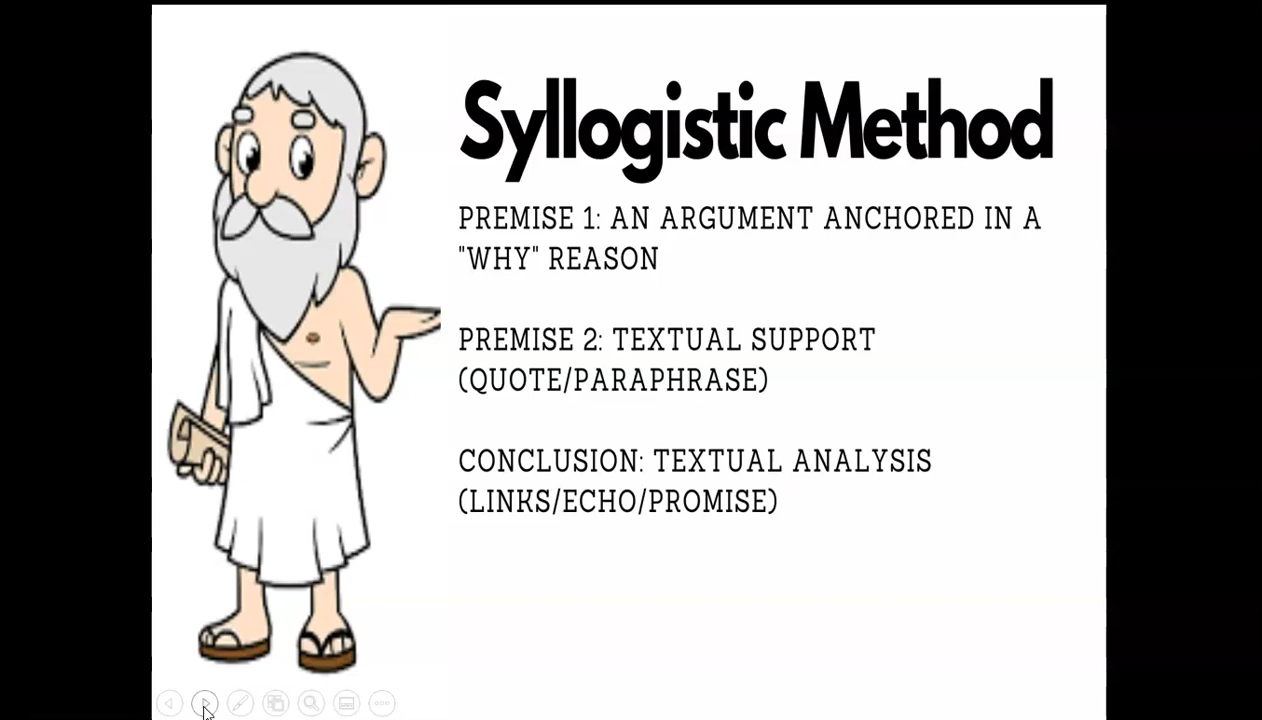 Syllogistic Method
PREMISE 1: AN ARGUMENT ANCHORED IN A
"WHY" REASON
PREMISE 2: TEXTUAL SUPPORT
(QUOTE/PARAPHRASE)
CONCLUSION: TEXTUAL ANALYSIS
(LINKS/ECHO/PROMISE)